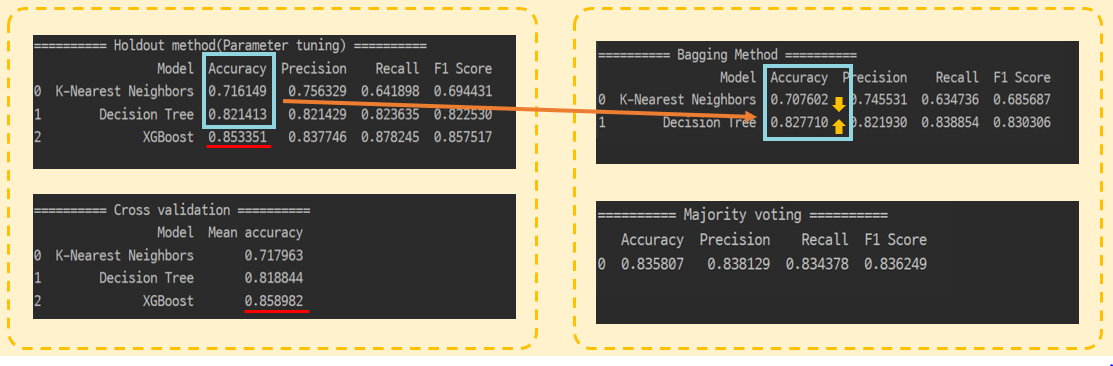 ========== Holdout method(Parameter tuning) ==========
Model Accuracy Precision Recall F1 Score
0 K-Nearest Neighbors 0.716149 0.756329 0.641898 0.694431
1 Decision Tree 0.821413 0.821429 0.823635 0.822530
2 XGBoost 0.853351 0.837746 0.878245 0.857517
========== Cross validation ==========
Model Mean accuracy
0 K-Nearest Neighbors 0.717963
1 Decision Tree 0.818844
2 XGBoost 0.858982
========== Bagging Method ==========
Model Accuracy Precision Recall F1 Score
0 K-Nearest Neighbors 0.707602 0.745531 0.634736 0.685687
1 Decision Tree 0.827710 0.821930 0.838854 0.830306
========== Majority voting ==========
Accuracy Precision Recall F1 Score
0 0.835807 0.838129 0.834378 0.836249